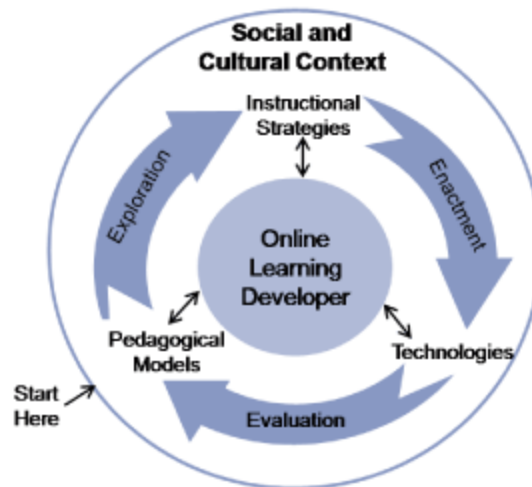 Social and
Cultural Context
Instructional
Strategies
Exploration
Enactment
Online
Learning
Developer
Pedagogical
Models
Technologies
Start
Here
Evaluation